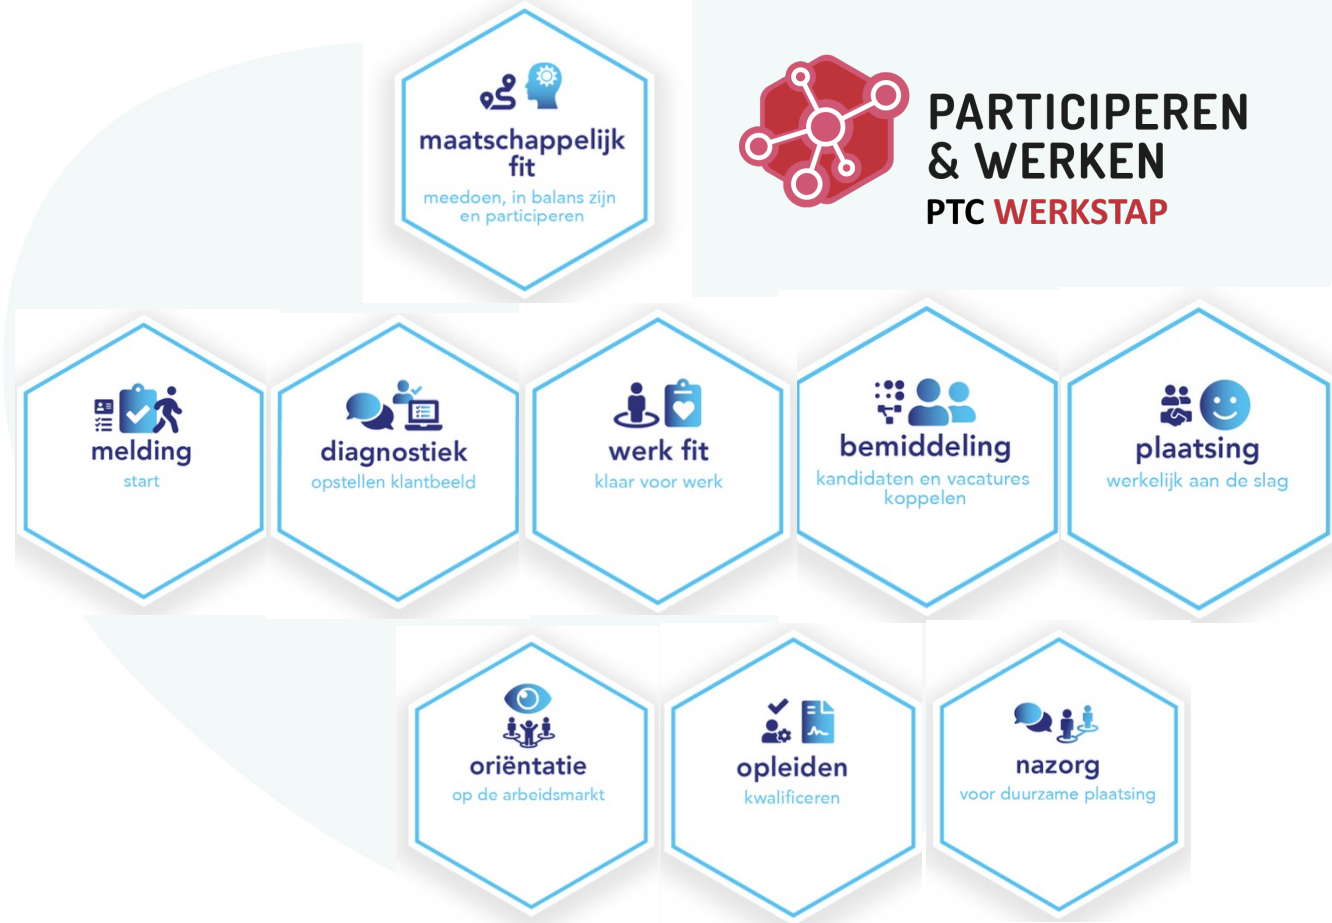 maatschappelijk
fit
meedoen, in balans zijn
en participeren
PARTICIPEREN
& WERKEN
PTC WERKSTAP
melding
start
diagnostiek
opstellen klantbeeld
werk fit
klaar voor werk
bemiddeling
kandidaten en vacatures
koppelen
plaatsing
werkelijk aan de slag
oriëntatie
op de arbeidsmarkt
opleiden
kwalificeren
nazorg
voor duurzame plaatsing